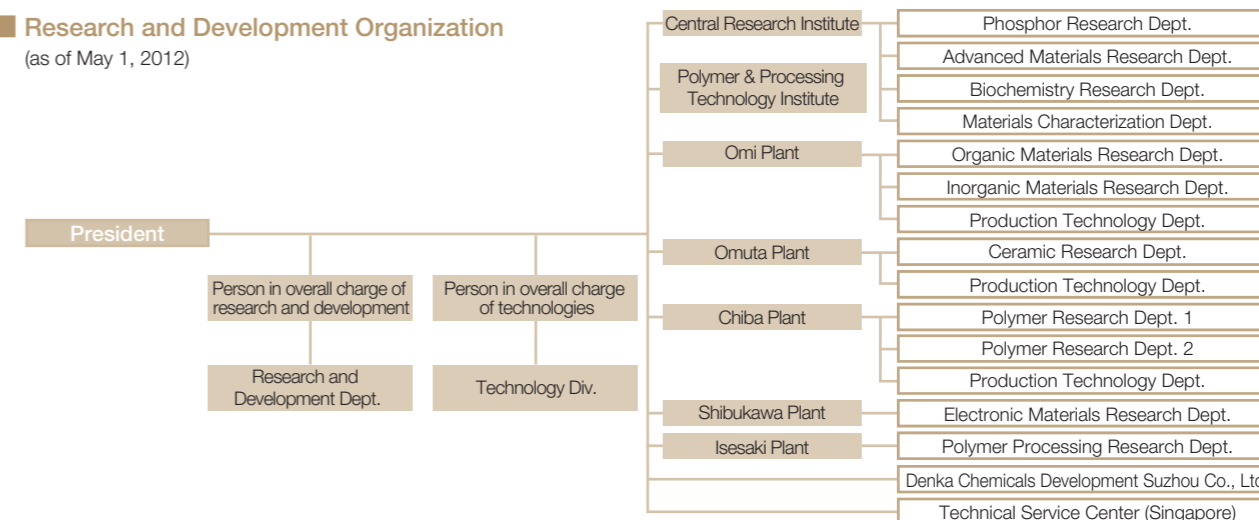 Research and Development Organization
(as of May 1, 2012)
President
Person in overall charge of
research and development
Research and
Development Dept.
Person in overall charge
of technologies
Technology Div.
Central Research Institute
Phosphor Research Dept.
Advanced Materials Research Dept.
Biochemistry Research Dept.
Materials Characterization Dept.
Polymer & Processing
Technology Institute
Omi Plant
Organic Materials Research Dept.
Inorganic Materials Research Dept.
Production Technology Dept.
Omuta Plant
Ceramic Research Dept.
Production Technology Dept.
Chiba Plant
Polymer Research Dept. 1
Polymer Research Dept. 2
Production Technology Dept.
Shibukawa Plant
Electronic Materials Research Dept.
Isesaki Plant
Polymer Processing Research Dept.
Denka Chemicals Development Suzhou Co., Ltd
Technical Service Center (Singapore)